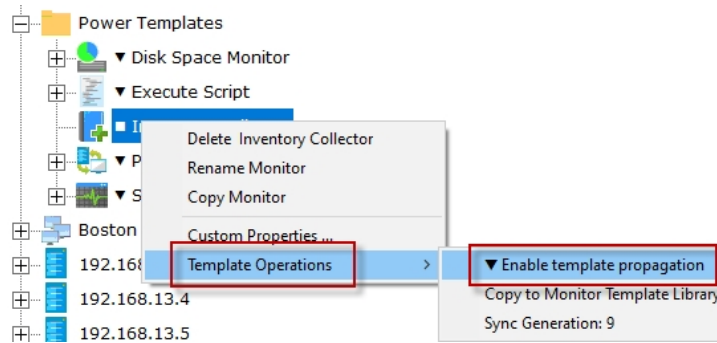 Power Templates
▼ Disk Space Monitor
▼ Execute Script
Delete Inventory Collector
Rename Monitor
▼ P
Copy Monitor
▼ S
Boston
Custom Properties ...
192.168
Template Operations >
▼ Enable template propagation
192.168.13.4
Copy to Monitor Template Library
Sync Generation: 9
192.168.13.5